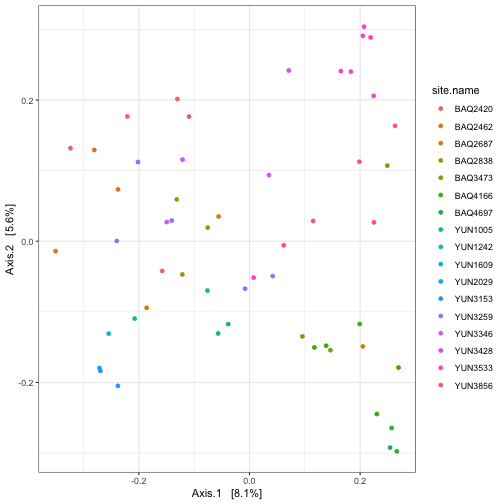 0.2
0.0
-0.2
-0.2
0.0
0.2
Axis.1 [8.1%]
Axis.2 [5.6%]
site.name
BAQ2420
BAQ2462
BAQ2687
BAQ2838
BAQ3473
BAQ4166
BAQ4697
YUN1005
YUN1242
YUN1609
YUN2029
YUN3153
YUN3259
YUN3346
YUN3428
YUN3533
YUN3856